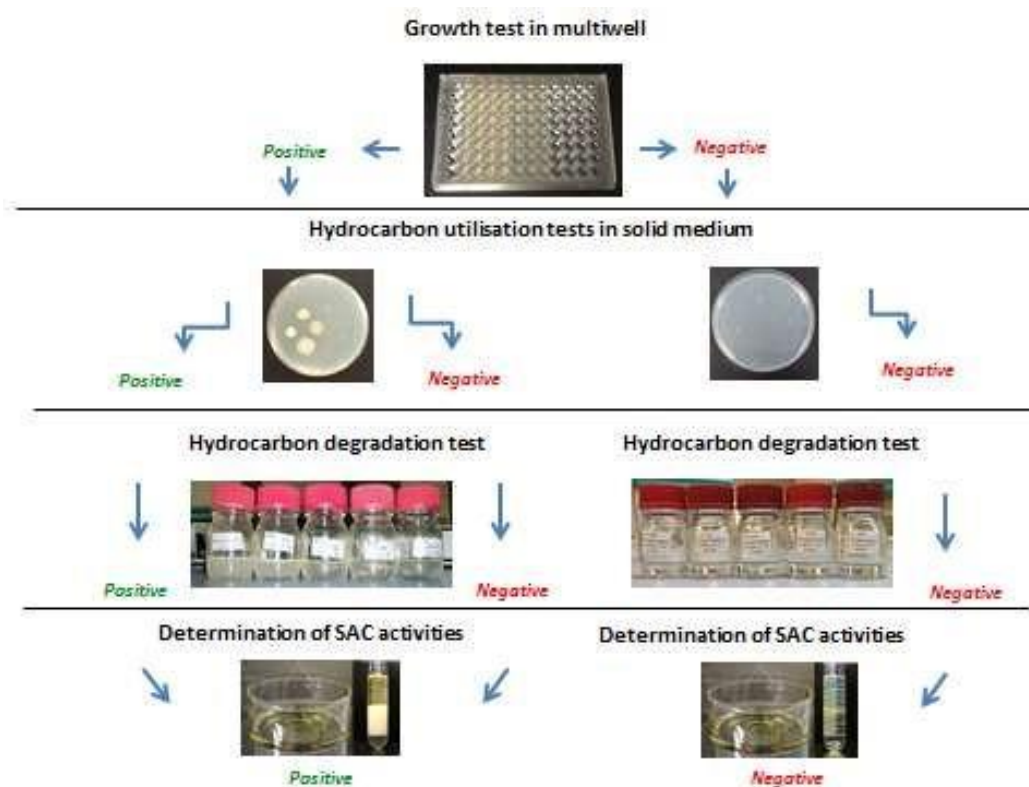 Growth test in multiwell
Positive
Negative
Hydrocarbon utilisation tests in solid medium
Positive
Negative
Negative
Hydrocarbon degradation test
Hydrocarbon degradation test
Positive
Negative
Negative
Determination of SAC activities
Determination of SAC activities
Positive
Negative